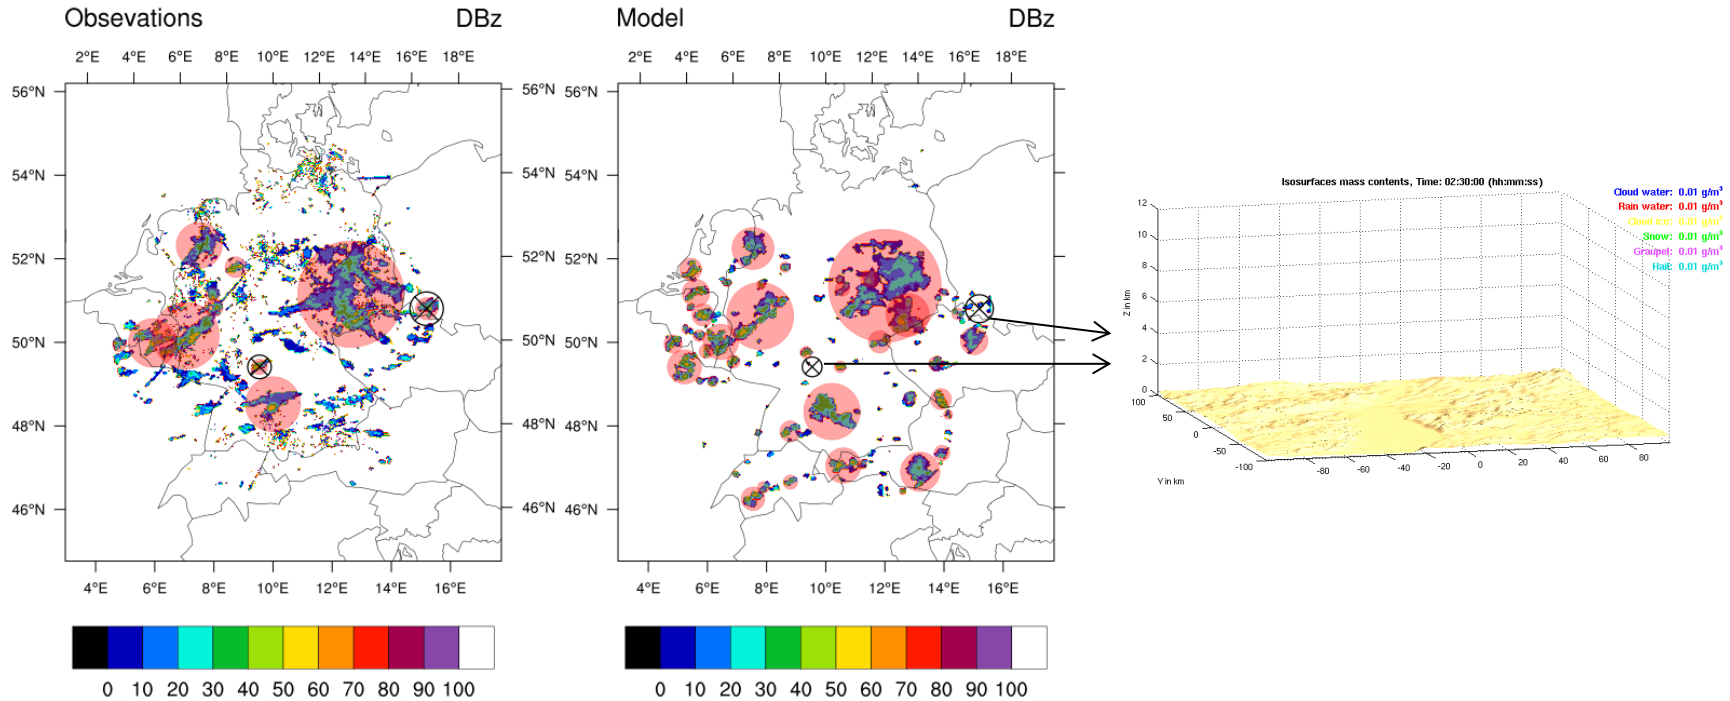 Obsevations DBz
2°E 4°E 6°E 8°E 10°E 12°E 14°E 16°E 18°E
56°N 56°N
54°N 54°N
52°N 52°N
50°N 50°N
48°N 48°N
46°N 46°N
4°E 6°E 8°E 10°E 12°E 14°E 16°E
0 10 20 30 40 50 60 70 80 90 100
Model DBz
2°E 4°E 6°E 8°E 10°E 12°E 14°E 16°E 18°E
56°N
54°N
52°N
50°N
48°N
46°N
4°E 6°E 8°E 10°E 12°E 14°E 16°E
0 10 20 30 40 50 60 70 80 90 100
Isosurfaces mass contents, Time: 02:30:00 (hh:mm:ss)
Cloud water: 0.01 g/m³
Rain water: 0.01 g/m³
Cloud ice: 0.01 g/m³
Snow: 0.01 g/m³
Graupel: 0.01 g/m³
Hail: 0.01 g/m³
Z in km
12
10
8
6
4
2
0
100
50
0
-50
-100
Y in km
-80 -60 -40 -20 0 20 40 60 80